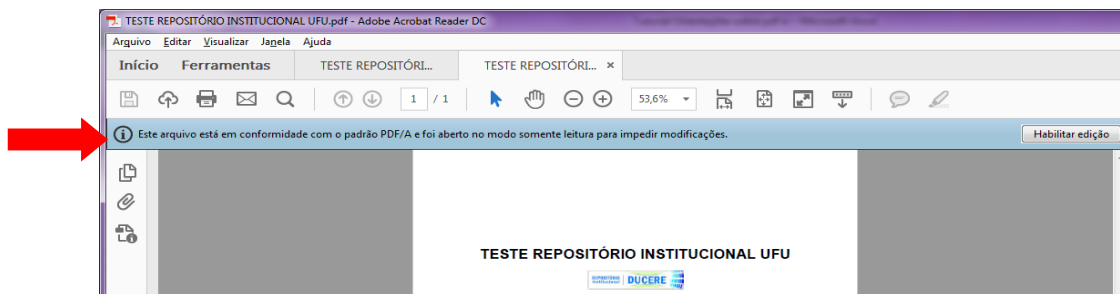 TESTE REPOSITÓRIO INSTITUCIONAL UFU.pdf - Adobe Acrobat Reader DC
Arquivo Editar Visualizar Janela Ajuda
Início Ferramentas TESTE REPOSITÓRI... TESTE REPOSITÓRI... ×
1 / 1 53,6%
Este arquivo está em conformidade com o padrão PDF/A e foi aberto no modo somente leitura para impedir modificações. Habilitar edição
TESTE REPOSITÓRIO INSTITUCIONAL UFU
DUCERE